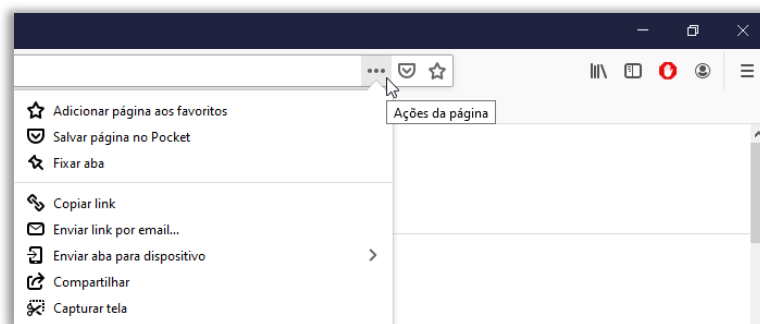 Ações da página
Adicionar página aos favoritos
Salvar página no Pocket
Fixar aba
Copiar link
Enviar link por email...
Enviar aba para dispositivo
Compartilhar
Capturar tela